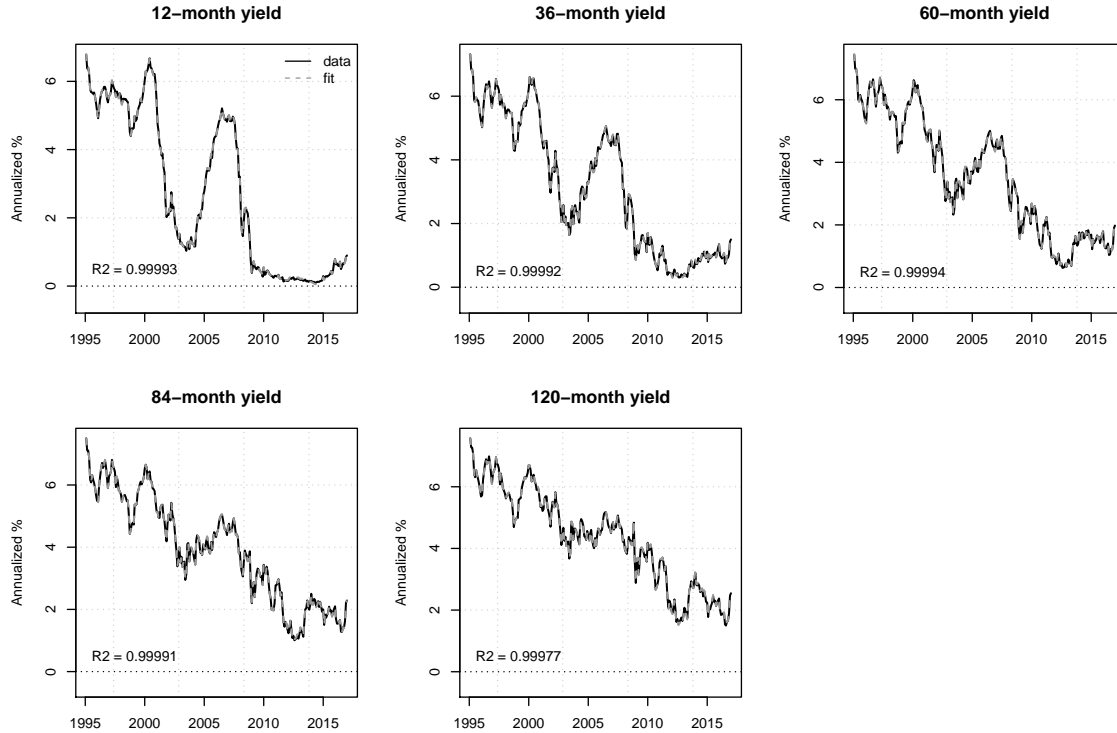 12−month yield
Annualized %
6
4
2
0
data
fit
R2 = 0.99993
1995 2000 2005 2010 2015
36−month yield
Annualized %
6
4
2
0
R2 = 0.99992
1995 2000 2005 2010 2015
60−month yield
Annualized %
6
4
2
0
R2 = 0.99994
1995 2000 2005 2010 2015
84−month yield
Annualized %
6
4
2
0
R2 = 0.99991
1995 2000 2005 2010 2015
120−month yield
Annualized %
6
4
2
0
R2 = 0.99977
1995 2000 2005 2010 2015